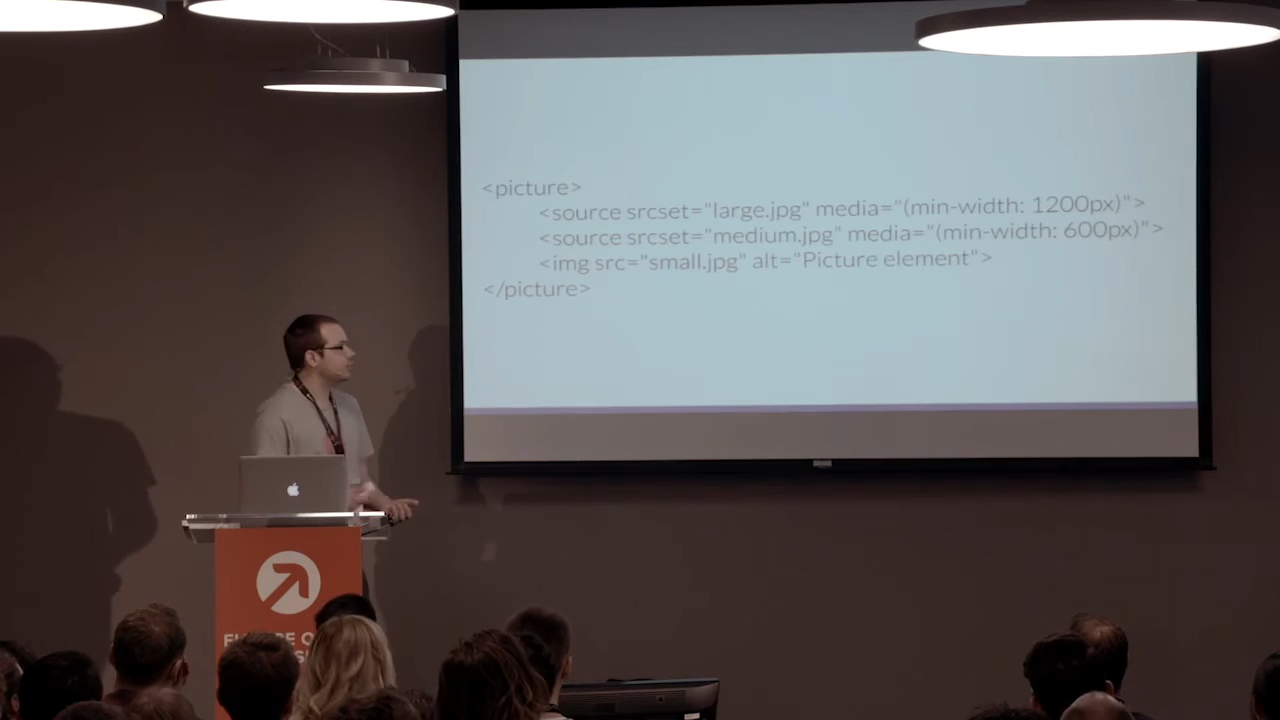 <picture>
<source srcset="large.jpg" media="(min-width: 1200px)">
<source srcset="medium.jpg" media="(min-width: 600px)">
<img src="small.jpg" alt="Picture element">
</picture>